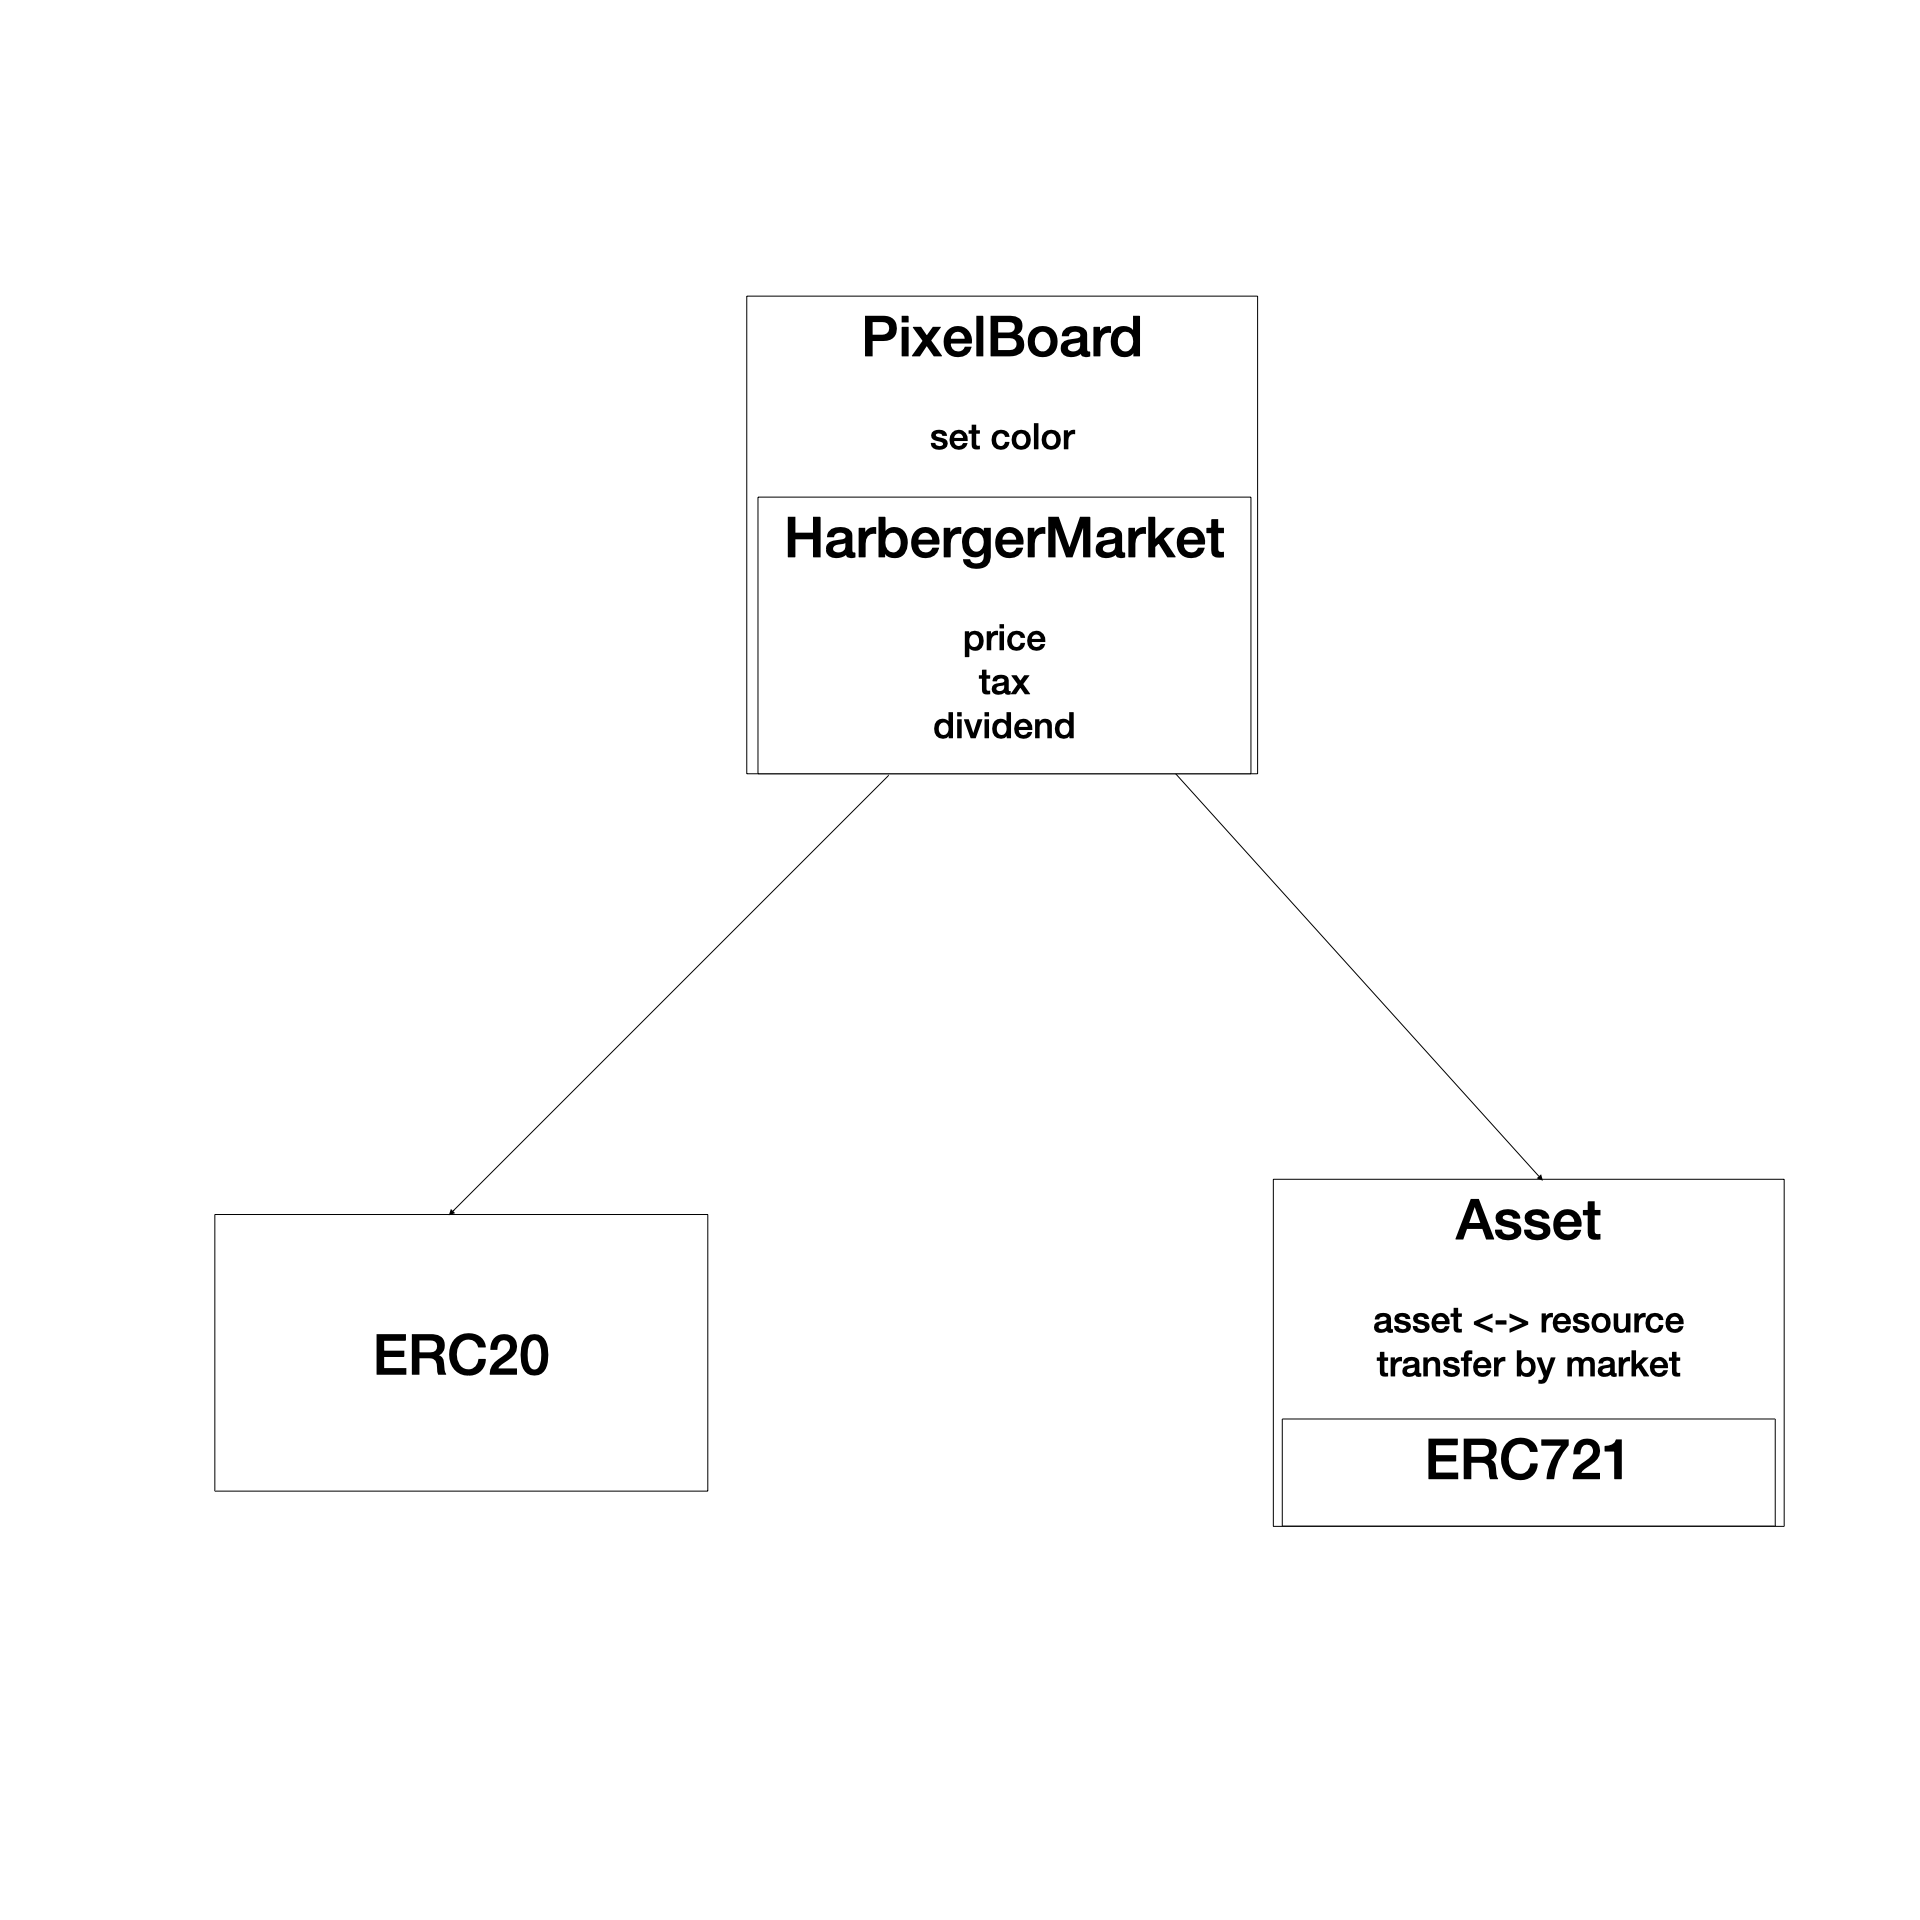 PixelBoard
set color
HarbergerMarket
price
tax
dividend
ERC20
Asset
asset <-> resource
transfer by market
ERC721